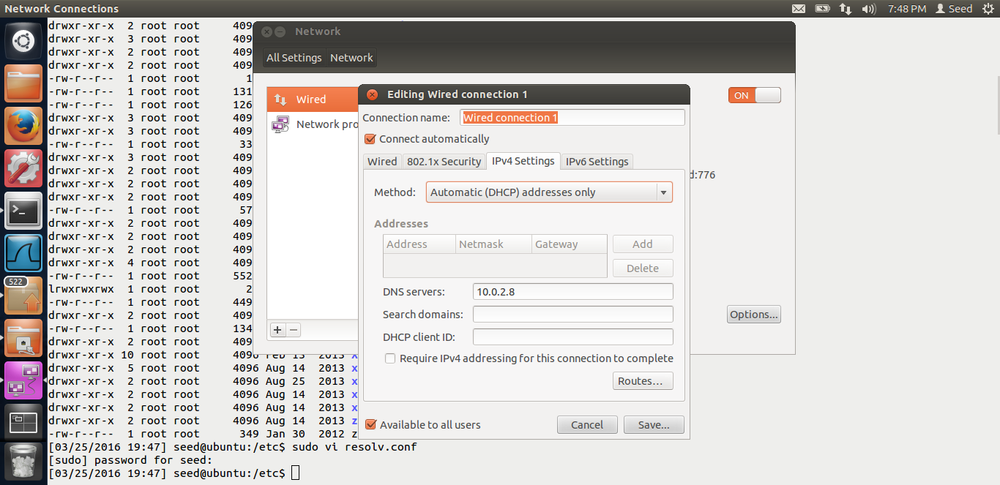 Network Connections
7:48 PM Seed
drwxr-xr-x 2 root root 409
drwxr-xr-x 3 root root 409
drwxr-xr-x 2 root root 409
drwxr-xr-x 2 root root 409
-rw-r--r-- 1 root root 1
-rw-r--r-- 1 root root 131
-rw-r--r-- 1 root root 126
drwxr-xr-x 3 root root 409
drwxr-xr-x 3 root root 409
-rw-r--r-- 1 root root 33
drwxr-xr-x 3 root root 409
drwxr-xr-x 2 root root 409
drwxr-xr-x 2 root root 409
drwxr-xr-x 2 root root 409
-rw-r--r-- 1 root root 57
drwxr-xr-x 2 root root 409
drwxr-xr-x 2 root root 409
drwxr-xr-x 2 root root 409
drwxr-xr-x 4 root root 409
-rw-r--r-- 1 root root 552
lrwxrwxrwx 1 root root 2
-rw-r--r-- 1 root root 449
drwxr-xr-x 2 root root 409
-rw-r--r-- 1 root root 134
drwxr-xr-x 2 root root 409
drwxr-xr-x 10 root root 4096 Feb 13 2013 x
drwxr-xr-x 5 root root 4096 Aug 14 2013 x
drwxr-xr-x 2 root root 4096 Aug 25 2013 x
drwxr-xr-x 2 root root 4096 Aug 14 2013 x
drwxr-xr-x 2 root root 4096 Aug 14 2013 x
drwxr-xr-x 2 root root 4096 Aug 14 2013 z
-rw-r--r-- 1 root root 349 Jan 30 2012 z
[03/25/2016 19:47] seed@ubuntu:/etc$ sudo vi resolv.conf
[sudo] password for seed:
[03/25/2016 19:47] seed@ubuntu:/etc$
522
Network
All Settings Network
Wired
Network pro
ON
d:776
Options...
Editing Wired connection 1
Connection name: Wired connection 1
Connect automatically
Wired 802.1x Security IPv4 Settings IPv6 Settings
Method: Automatic (DHCP) addresses only
Addresses
Address Netmask Gateway Add
Delete
DNS servers: 10.0.2.8
Search domains:
DHCP client ID:
Require IPv4 addressing for this connection to complete
Routes…
Available to all users Cancel Save...